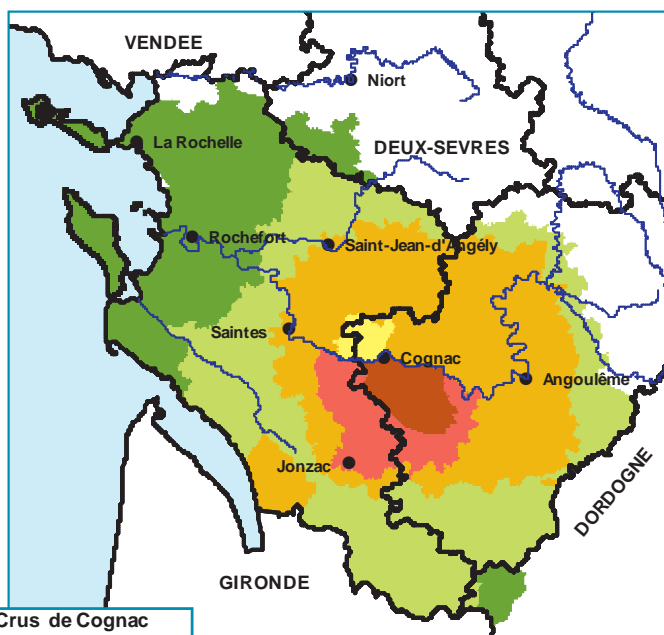 VENDEE
Niort
La Rochelle
DEUX-SEVRES
Rochefort
Saint-Jean-d'Angély
Saintes
Cognac
Angoulême
Jonzac
DORDOGNE
GIRONDE
Crus de Cognac